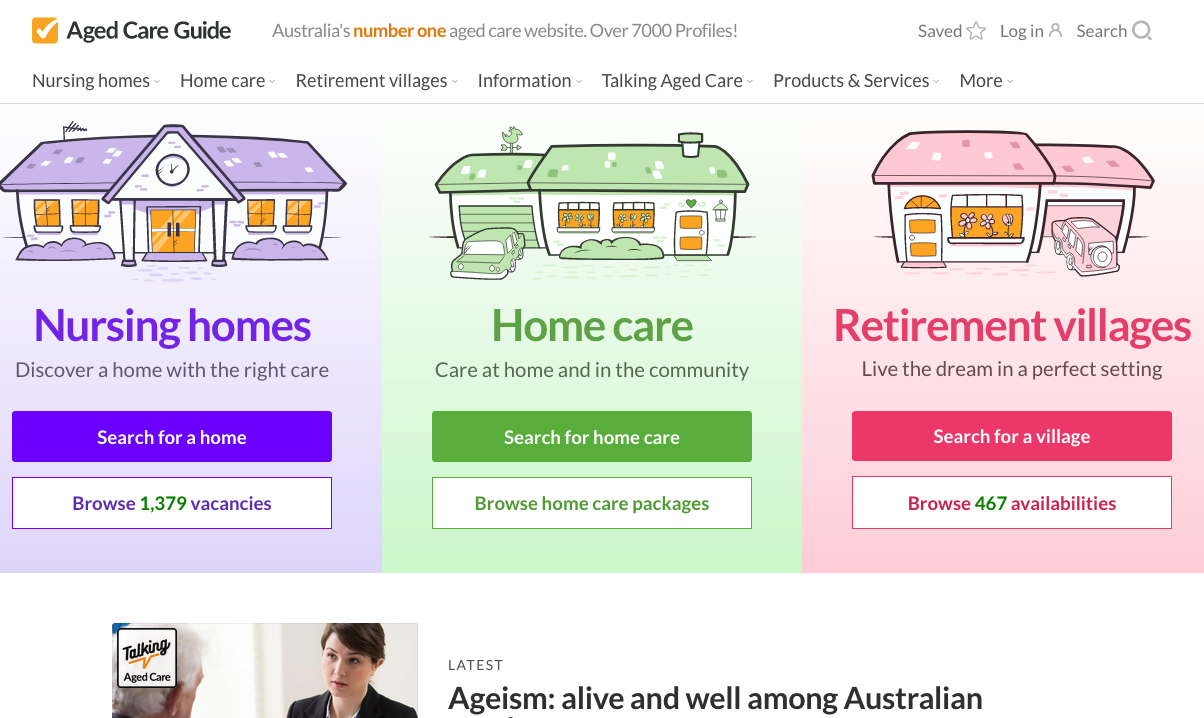 Aged Care Guide
Australia's number one aged care website. Over 7000 Profiles!
Saved
Log in
Search
Nursing homes
Home care
Retirement villages
Information
Talking Aged Care
Products & Services
More
Nursing homes
Discover a home with the right care
Search for a home
Browse 1,379 vacancies
Home care
Care at home and in the community
Search for home care
Browse home care packages
Retirement villages
Live the dream in a perfect setting
Search for a village
Browse 467 availabilities
Talking
Aged Care
LATEST
Ageism: alive and well among Australian